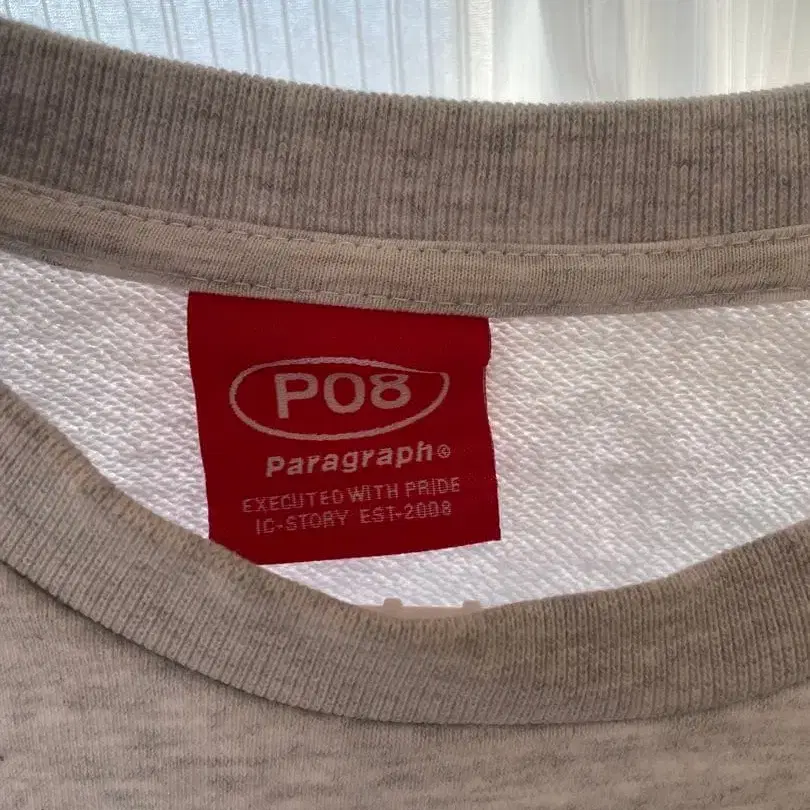 P08
Paragraph©
EXECUTED WITH PRIDE
IC-STORY EST-2008